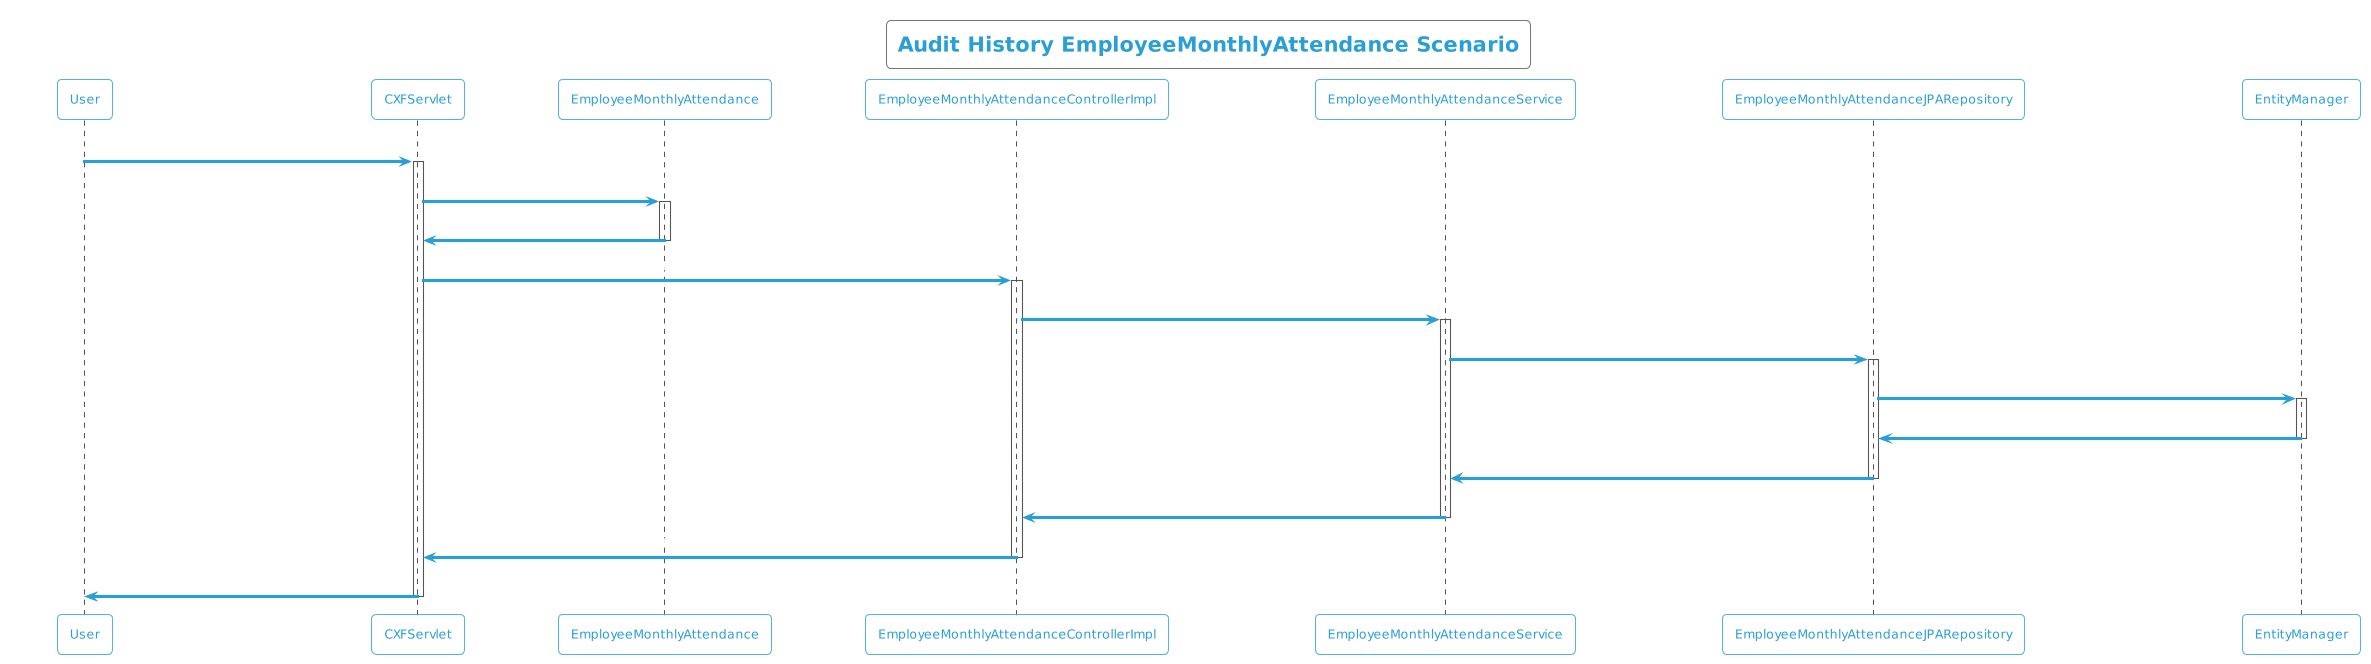 Audit History EmployeeMonthlyAttendance Scenario
User
CXFServlet
EmployeeMonthlyAttendance
EmployeeMonthlyAttendanceControllerImpl
EmployeeMonthlyAttendanceService
EmployeeMonthlyAttendanceJPARepository
EntityManager
User
CXFServlet
EmployeeMonthlyAttendance
EmployeeMonthlyAttendanceControllerImpl
EmployeeMonthlyAttendanceService
EmployeeMonthlyAttendanceJPARepository
EntityManager